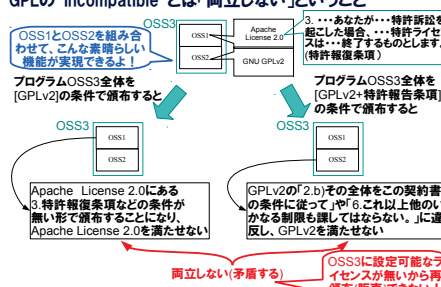 GPLの"incompatible"とは「両立しない」ということ
OSS1とOSS2を組み合
わせて、こんな素晴らしい
機能が実現できるよ!
OSS3
OSS1
OSS2
Apache
License 2.0
GNU GPLv2
3.・・・あなたが・・・特許訴訟を
起こした場合、・・・特許ライセ
スは・・・終了するものとします
(特許報復条項)
プログラムOSS3全体を
[GPLv2]の条件で頒布すると
プログラムOSS3全体を
[GPLv2+特許報告条項]
の条件で頒布すると
OSS3
OSS1
OSS2
OSS3
OSS1
OSS2
Apache License 2.0にある
3.特許報復条項などの条件が
無い形で頒布することになり、
Apache License 2.0を満たせない
GPLv2の「2.b)その全体をこの契約書
の条件に従って」や「6.これ以上他のい
かなる制限も課してはならない。」に違
反し、GPLv2を満たせない
両立しない(矛盾する)
OSS3に設定可能なラ
イセンスが無いから再